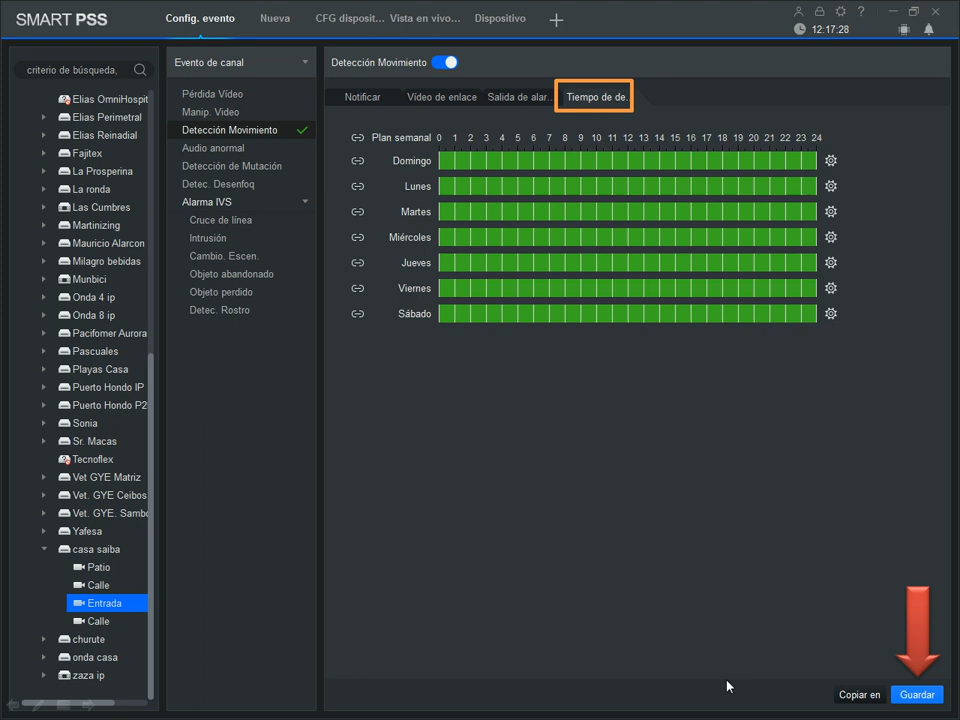 SMART PSS
Config. evento
Nueva
CFG disposit...
Vista en vivo...
Dispositivo
12:17:28
criterio de búsqueda,
Elias OmniHospit
Elias Perimetral
Elias Reinadial
Fajitex
La Prosperina
La ronda
Las Cumbres
Martinizing
Mauricio Alarcon
Milagro bebidas
Munbici
Onda 4 ip
Onda 8 ip
Pacifomer Aurora
Pascuales
Playas Casa
Puerto Hondo IP
Puerto Hondo P2
Sonia
Sr. Macas
Tecnoflex
Vet GYE Matriz
Vet. GYE Ceibos
Vet. GYE. Sambo
Yafesa
casa saiba
Patio
Calle
Entrada
Calle
churute
onda casa
zaza ip
Evento de canal
Pérdida Vídeo
Manip. Video
Detección Movimiento
Audio anormal
Detección de Mutación
Detec. Desenfoq
Alarma IVS
Cruce de línea
Intrusión
Cambio. Escen.
Objeto abandonado
Objeto perdido
Detec. Rostro
Detección Movimiento
Notificar
Vídeo de enlace
Salida de alar...
Tiempo de de...
Plan semanal 0 1 2 3 4 5 6 7 8 9 10 11 12 13 14 15 16 17 18 19 20 21 22 23 24
Domingo
Lunes
Martes
Miércoles
Jueves
Viernes
Sábado
Copiar en
Guardar